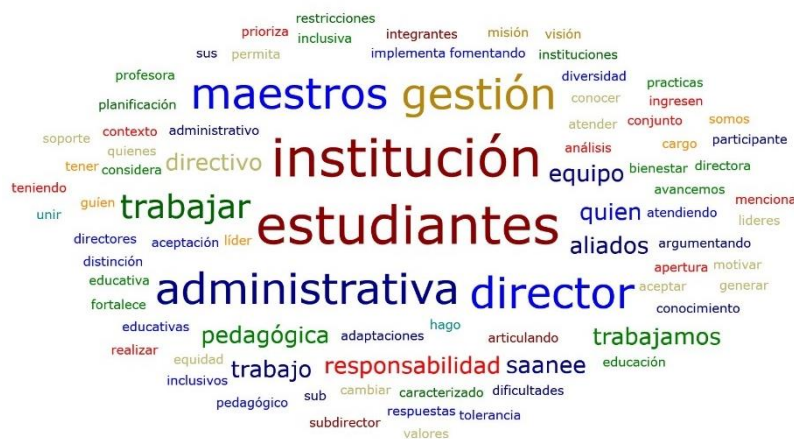 restricciones
prioriza inclusiva integrantes misión visión
sus permita implementa fomentando instituciones
profesora maestros gestión diversidad practicas
planificación conocer ingresen
soporte contexto administrativo institución atender conjunto somos
quienes análisis cargo participante
tener considera directivo equipo bienestar directora
teniendo avancemos
guíen trabajar estudiantes quien atendiendo menciona
unir lideres
directores aceptación líder aliados argumentando
distinción apertura motivar
educativa administrativa director aceptar generar
fortalece conocimiento
educativas pedagógica adaptaciones hago articulando trabajamos
realizar
equidad trabajo responsabilidad saanee educación
inclusivos cambiar caracterizado dificultades
pedagógico sub
subdirector respuestas tolerancia
valores